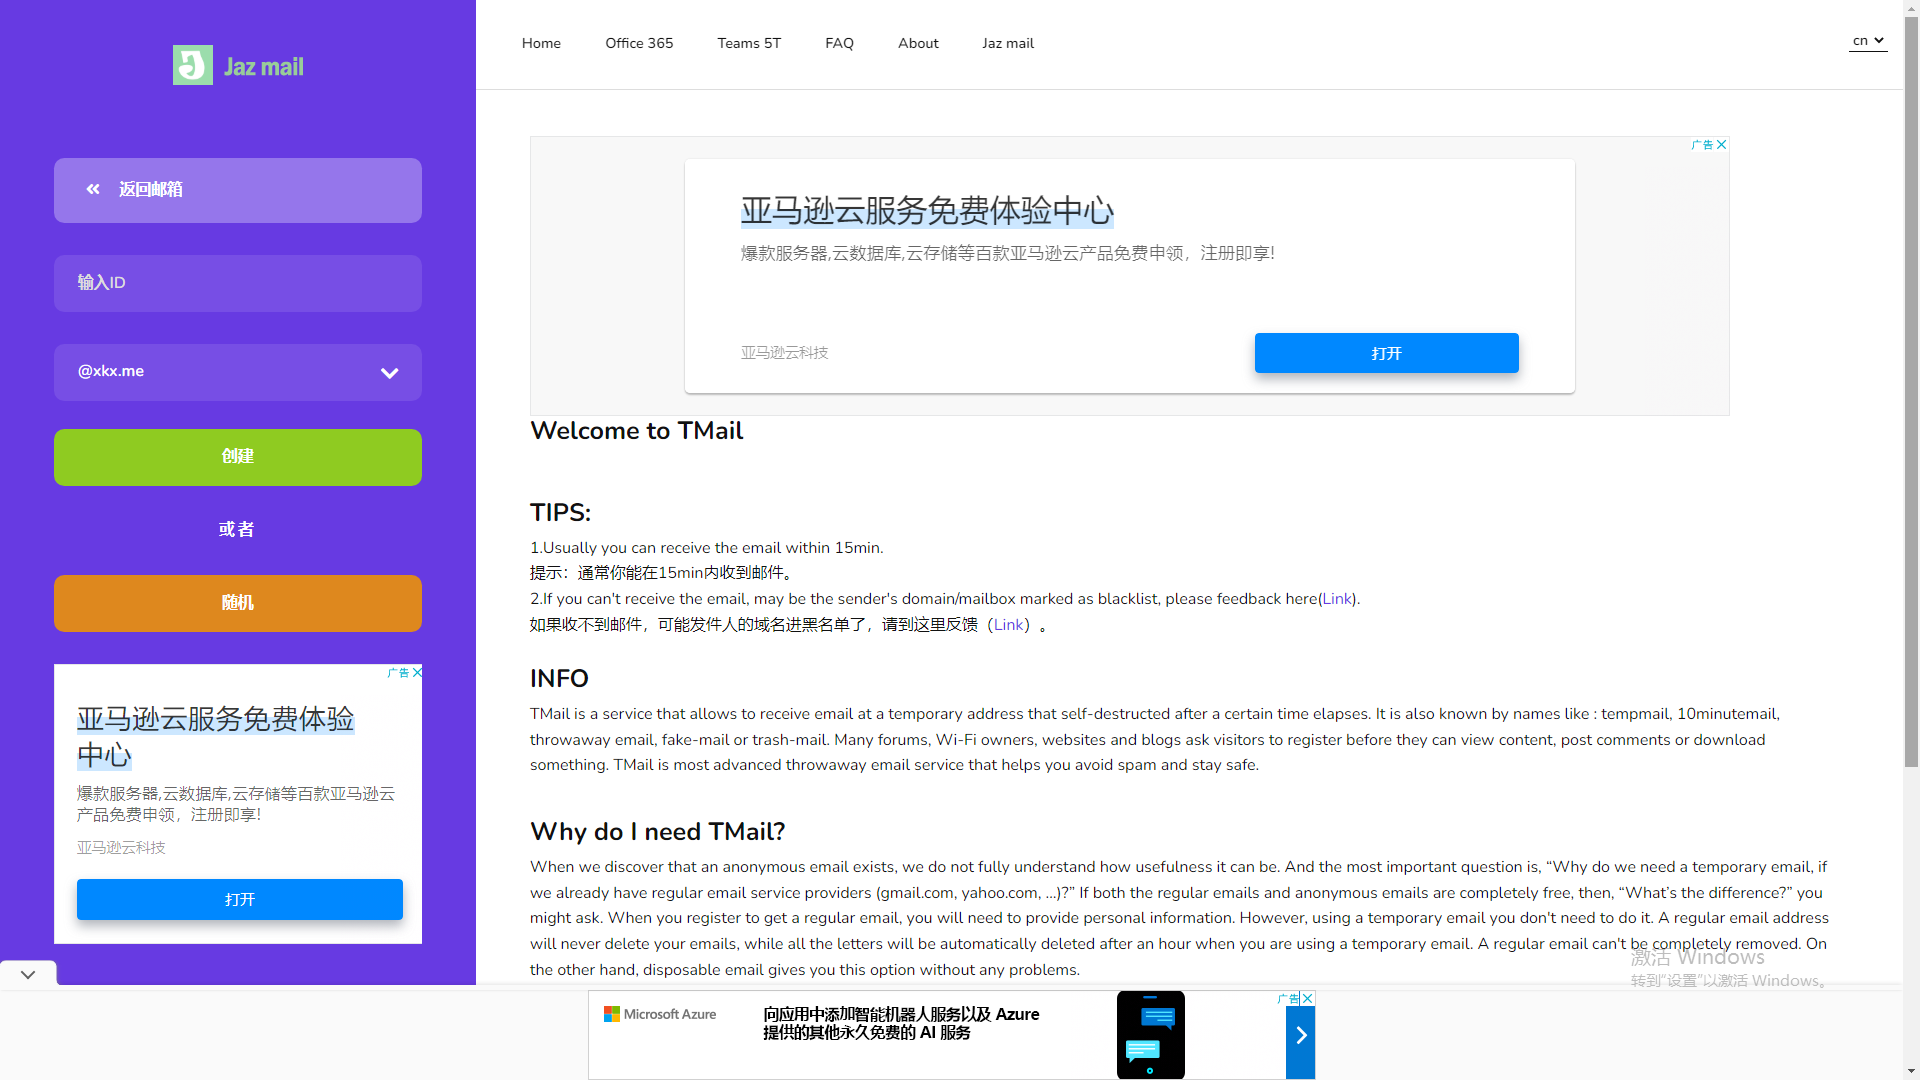 Jaz mail
返回邮箱
输入ID
@xkx.me
创建
或者
随机
广告
亚马逊云服务免费体验
中心
爆款服务器,云数据库,云存储等百款亚马逊云
产品免费申领，注册即享!
亚马逊云科技
打开
Home Office 365 Teams 5T FAQ About Jaz mail
cn
广告
亚马逊云服务免费体验中心
爆款服务器,云数据库,云存储等百款亚马逊云产品免费申领，注册即享!
亚马逊云科技
打开
Welcome to TMail
TIPS:
1.Usually you can receive the email within 15min.
提示：通常你能在15min内收到邮件。
2.If you can't receive the email, may be the sender's domain/mailbox marked as blacklist, please feedback here(Link).
如果收不到邮件，可能发件人的域名进黑名单了，请到这里反馈（Link）。
INFO
TMail is a service that allows to receive email at a temporary address that self-destructed after a certain time elapses. It is also known by names like : tempmail, 10minutemail,
throwaway email, fake-mail or trash-mail. Many forums, Wi-Fi owners, websites and blogs ask visitors to register before they can view content, post comments or download
something. TMail is most advanced throwaway email service that helps you avoid spam and stay safe.
Why do I need TMail?
When we discover that an anonymous email exists, we do not fully understand how usefulness it can be. And the most important question is, “Why do we need a temporary email, if
we already have regular email service providers (gmail.com, yahoo.com, ...)?” If both the regular emails and anonymous emails are completely free, then, “What’s the difference?” you
might ask. When you register to get a regular email, you will need to provide personal information. However, using a temporary email you don't need to do it. A regular email address
will never delete your emails, while all the letters will be automatically deleted after an hour when you are using a temporary email. A regular email can't be completely removed. On
the other hand, disposable email gives you this option without any problems.
激活 Windows
转到“设置”以激活 Windows。
广告
Microsoft Azure
向应用中添加智能机器人服务以及 Azure
提供的其他永久免费的 AI 服务